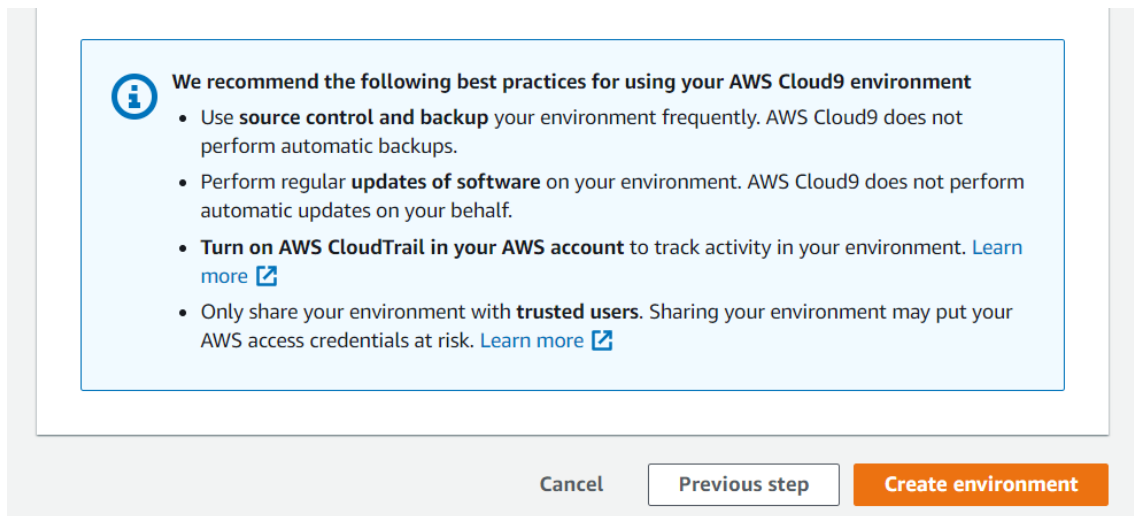 We recommend the following best practices for using your AWS Cloud9 environment
• Use source control and backup your environment frequently. AWS Cloud9 does not
perform automatic backups.
• Perform regular updates of software on your environment. AWS Cloud9 does not perform
automatic updates on your behalf.
• Turn on AWS CloudTrail in your AWS account to track activity in your environment. Learn
more
• Only share your environment with trusted users. Sharing your environment may put your
AWS access credentials at risk. Learn more
Cancel Previous step Create environment